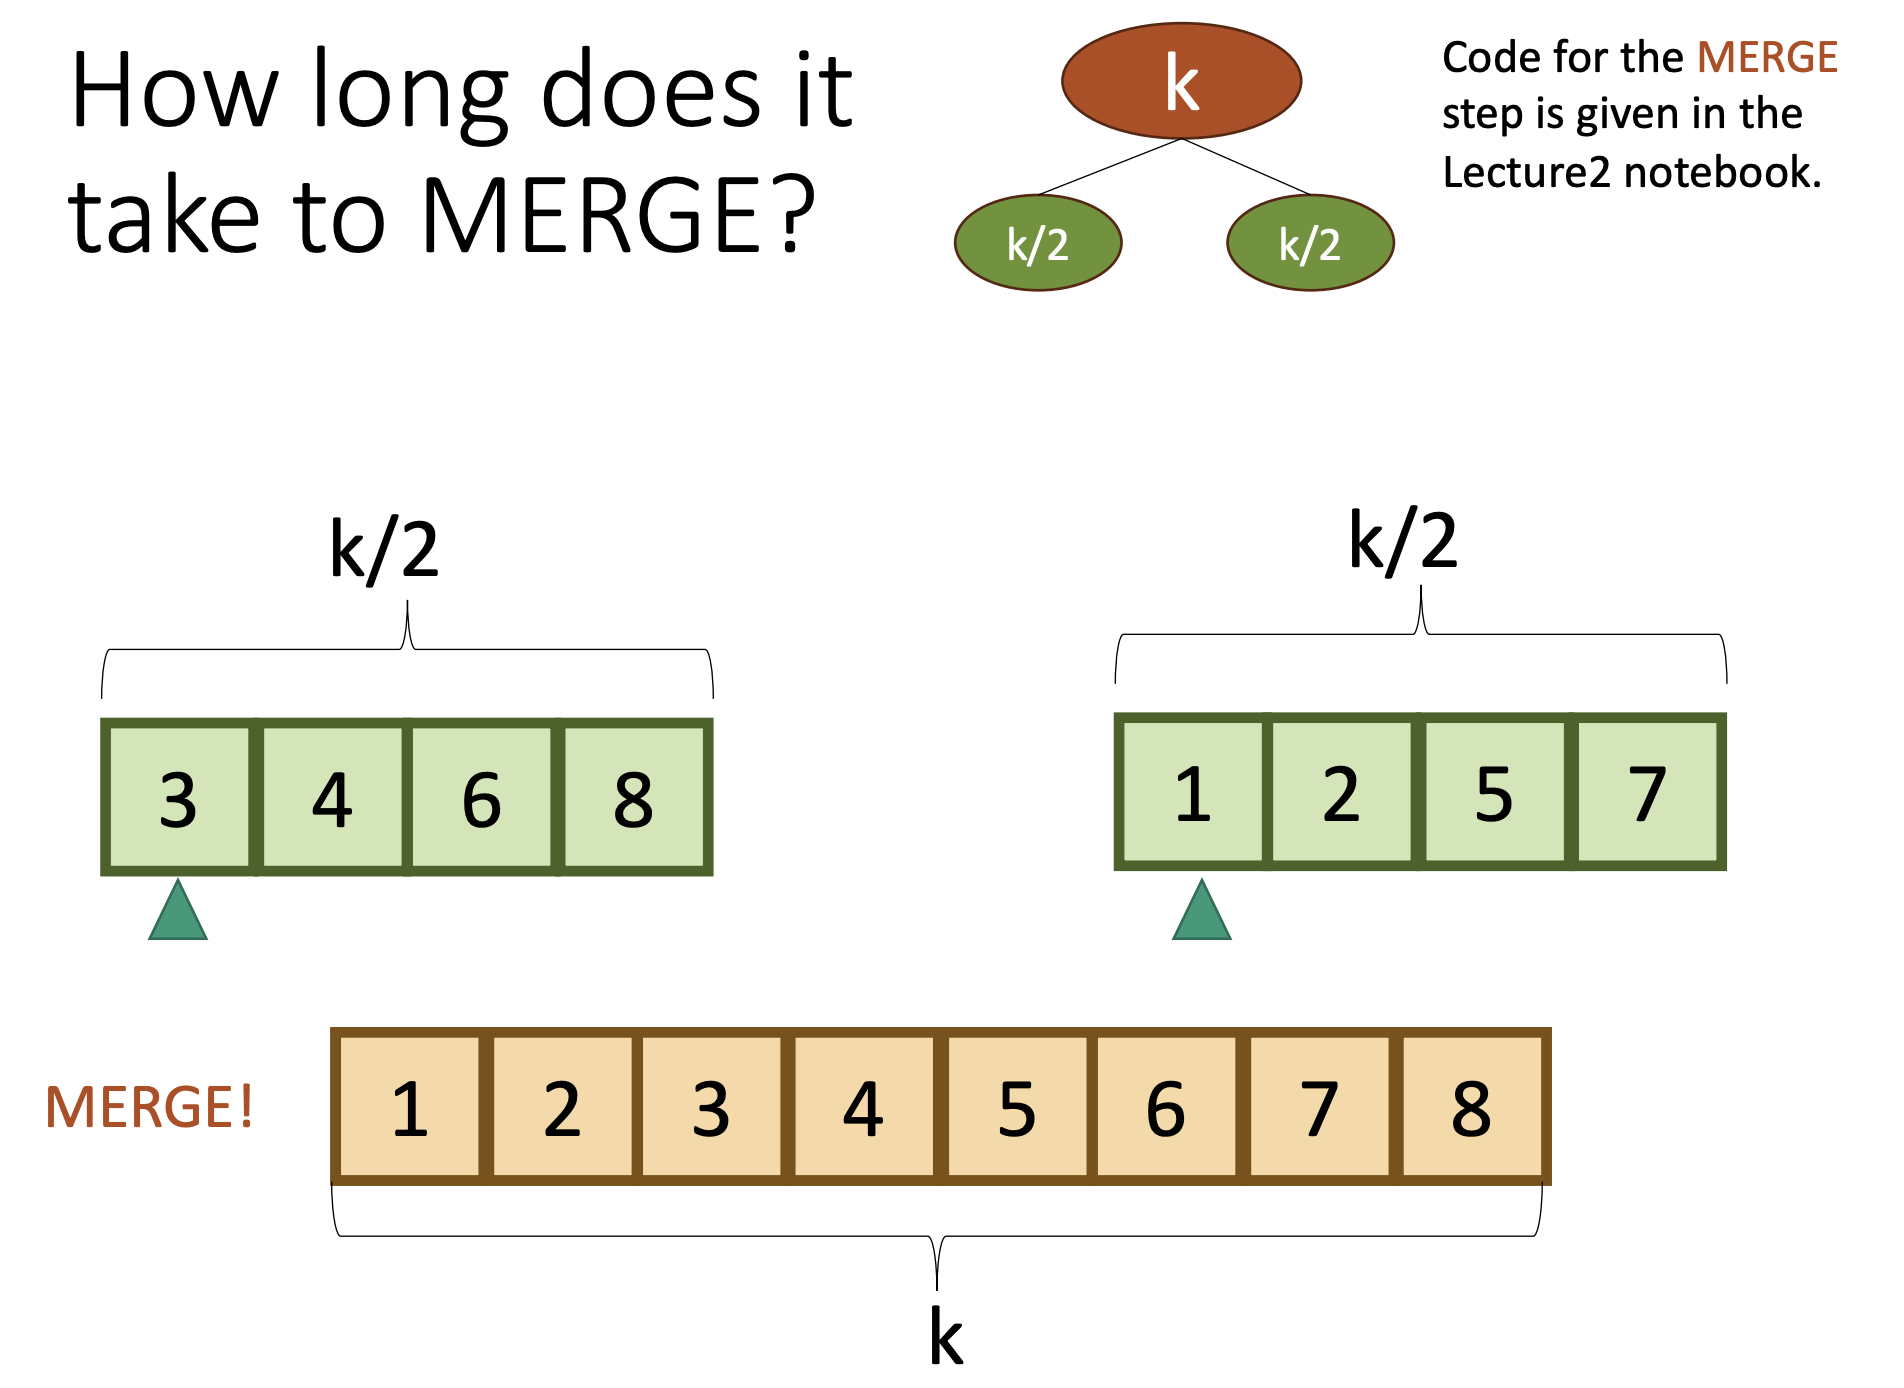 How long does it
take to MERGE?
k
k/2 k/2
Code for the MERGE
step is given in the
Lecture2 notebook.
k/2
k/2
3 4 6 8
1 2 5 7
MERGE!
1 2 3 4 5 6 7 8
k